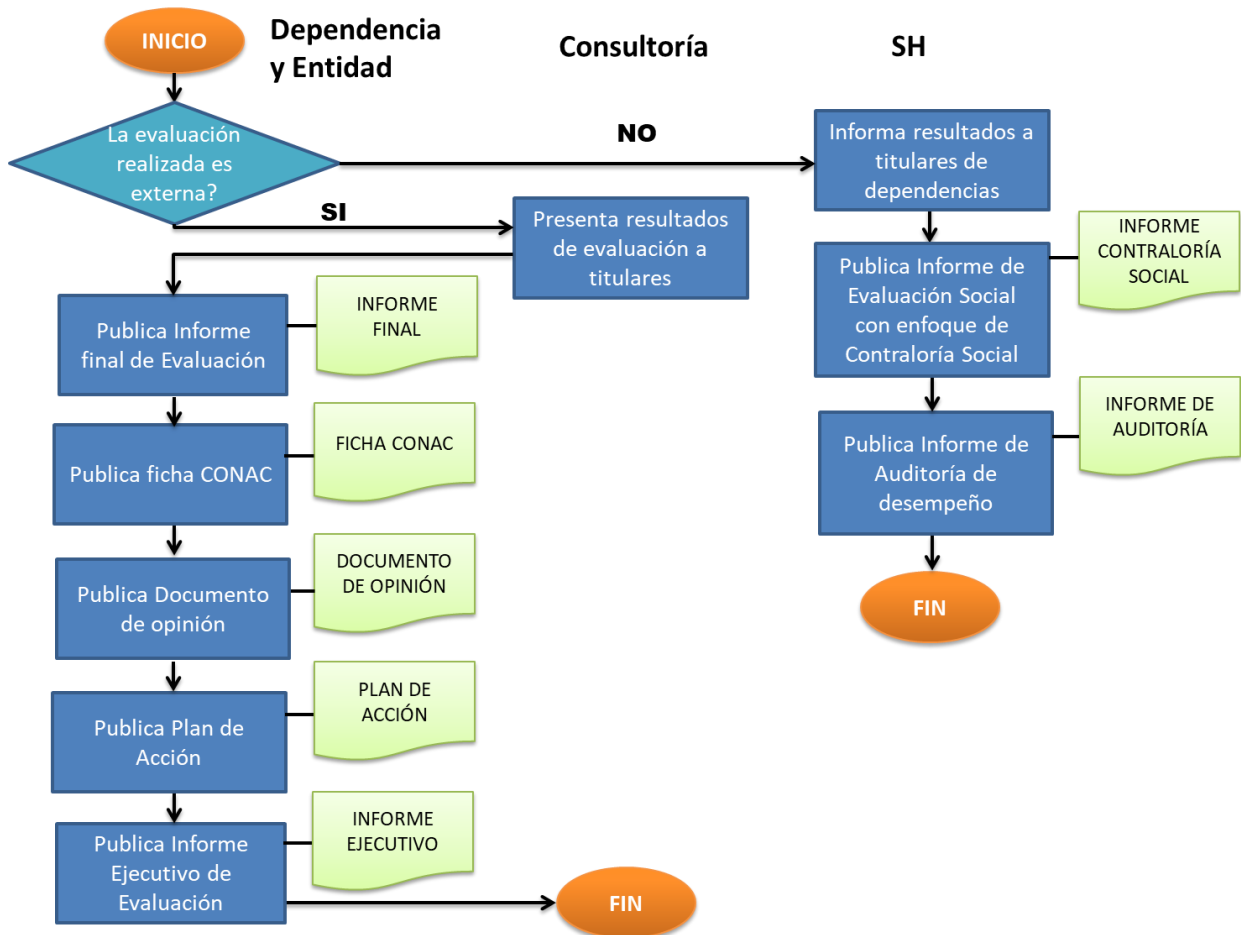 INICIO
Dependencia
y Entidad
Consultoría
SH
La evaluación
realizada es
externa?
NO
SI
Informa resultados a
titulares de
dependencias
Presenta resultados
de evaluación a
titulares
Publica Informe de
Evaluación Social
con enfoque de
Contraloría Social
INFORME
CONTRALORÍA
SOCIAL
Publica Informe
final de Evaluación
INFORME
FINAL
Publica Informe de
Auditoría de
desempeño
INFORME DE
AUDITORÍA
Publica ficha CONAC
FICHA CONAC
Publica Documento
de opinión
DOCUMENTO
DE OPINIÓN
FIN
Publica Plan de
Acción
PLAN DE
ACCIÓN
Publica Informe
Ejecutivo de
Evaluación
INFORME
EJECUTIVO
FIN